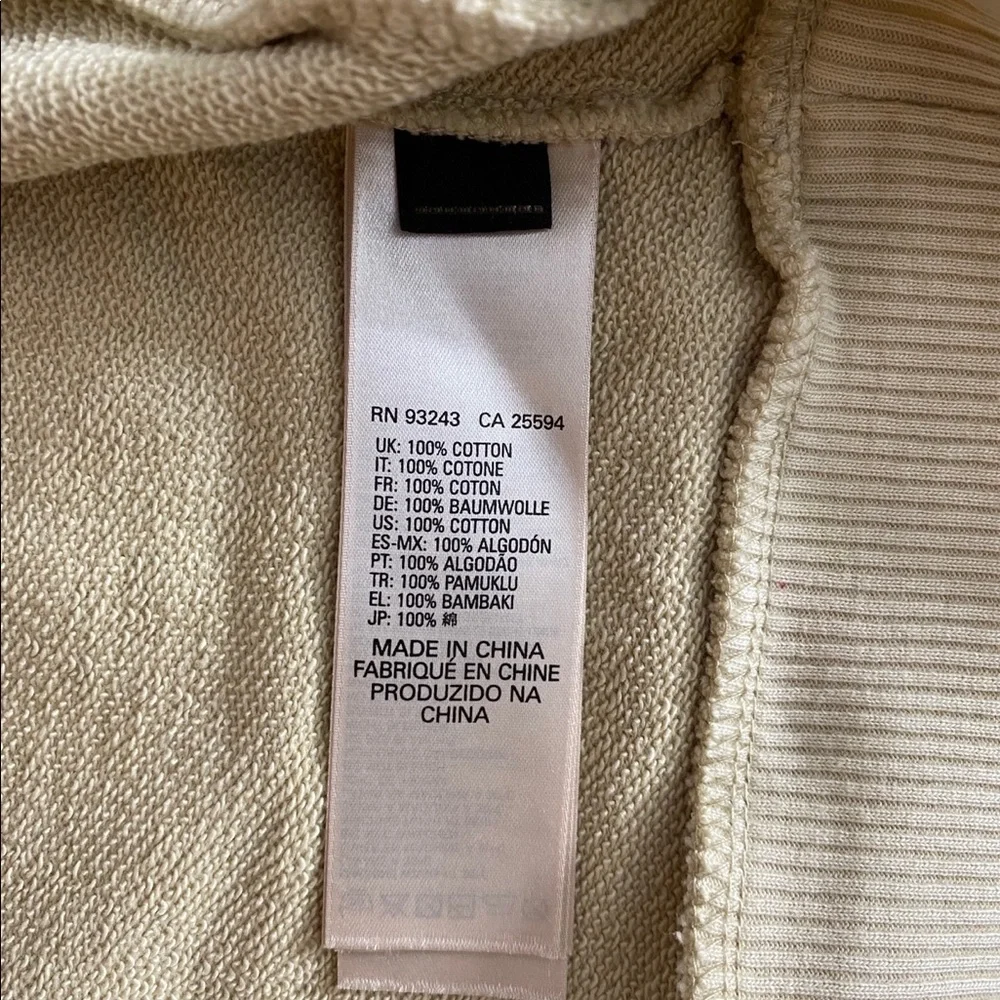 RN 93243 CA 25594
UK: 100% COTTON
IT: 100% COTONE
FR: 100% COTON
DE: 100% BAUMWOLLE
US: 100% COTTON
ES-MX: 100% ALGODÓN
PT: 100% ALGODÃO
TR: 100% PAMUKLU
EL: 100% BAMBAKI
JP: 100% 綿
MADE IN CHINA
FABRIQUÉ EN CHINE
PRODUZIDO NA
CHINA